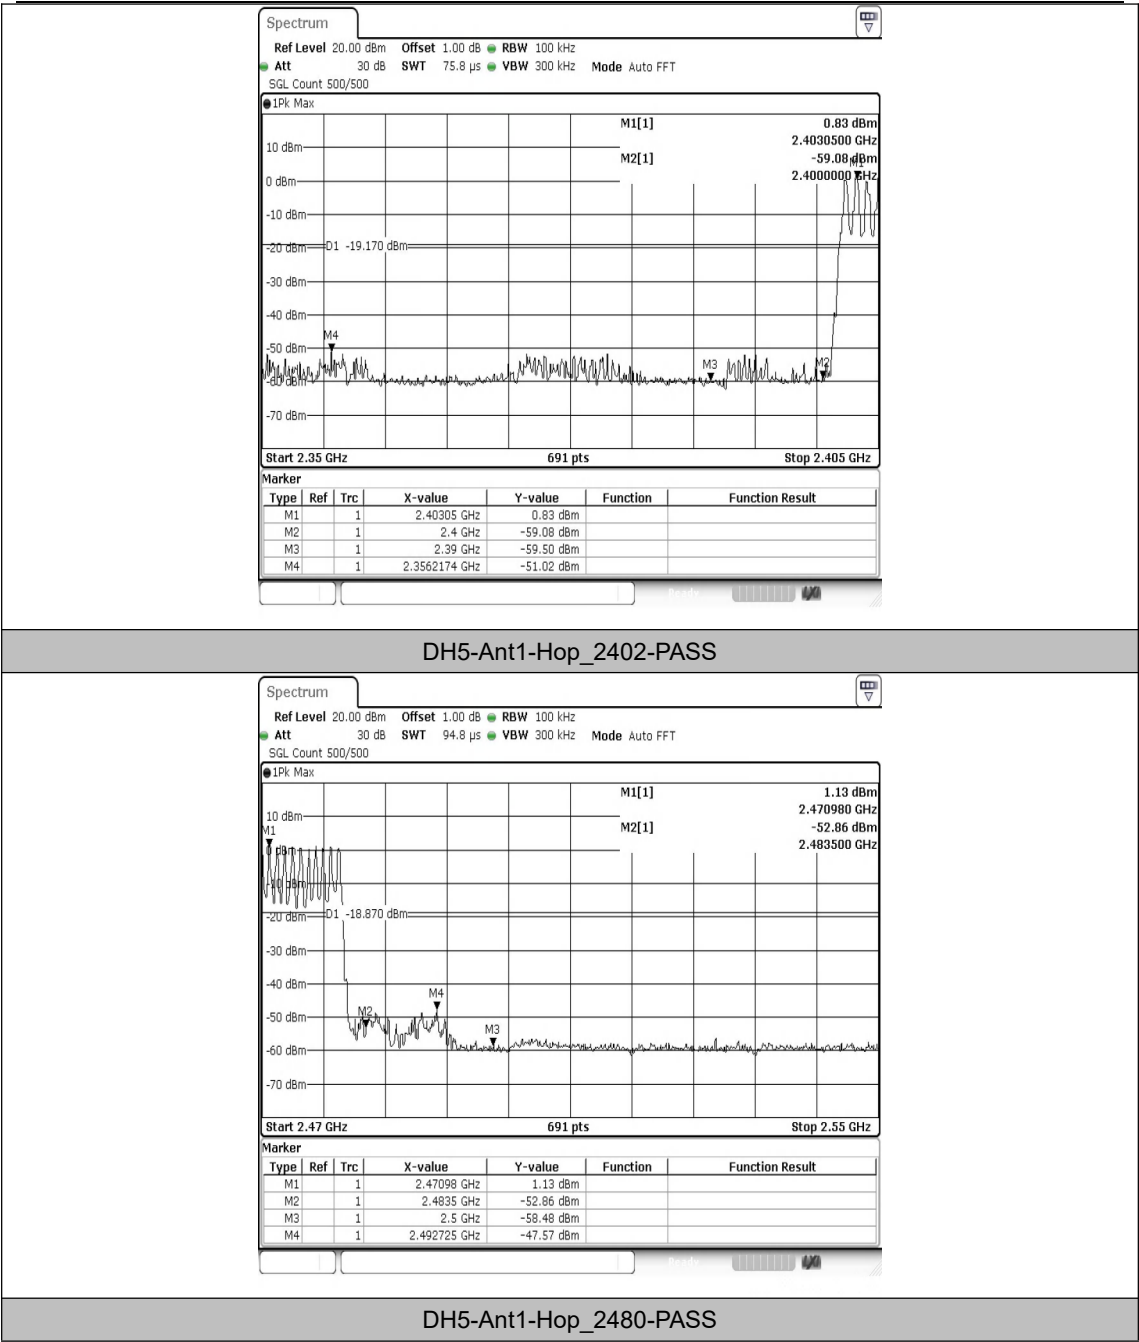 Spectrum
Ref Level 20.00 dBm Offset 1.00 dB RBW 100 kHz
Att 30 dB SWT 75.8 µs VBW 300 kHz Mode Auto FFT
SGL Count 500/500
1Pk Max
M1[1] 0.83 dBm
2.4030500 GHz
M2[1] -59.08 dBm
2.4000000 GHz
M1
10 dBm
0 dBm
-10 dBm
-20 dBm
D1 -19.170 dBm
-30 dBm
-40 dBm
M4
-50 dBm
M3
M2
-60 dBm
-70 dBm
Start 2.35 GHz 691 pts Stop 2.405 GHz
Marker
Type Ref Trc X-value Y-value Function Function Result
M1 1 2.40305 GHz 0.83 dBm
M2 1 2.4 GHz -59.08 dBm
M3 1 2.39 GHz -59.50 dBm
M4 1 2.3562174 GHz -51.02 dBm
Ready
DH5-Ant1-Hop_2402-PASS
Spectrum
Ref Level 20.00 dBm Offset 1.00 dB RBW 100 kHz
Att 30 dB SWT 94.8 µs VBW 300 kHz Mode Auto FFT
SGL Count 500/500
1Pk Max
M1[1] 1.13 dBm
2.470980 GHz
M2[1] -52.86 dBm
2.483500 GHz
10 dBm
M1
0 dBm
-10 dBm
-20 dBm
D1 -18.870 dBm
-30 dBm
-40 dBm
M4
-50 dBm
M2
M3
-60 dBm
-70 dBm
Start 2.47 GHz 691 pts Stop 2.55 GHz
Marker
Type Ref Trc X-value Y-value Function Function Result
M1 1 2.47098 GHz 1.13 dBm
M2 1 2.4835 GHz -52.86 dBm
M3 1 2.5 GHz -58.48 dBm
M4 1 2.492725 GHz -47.57 dBm
Ready
DH5-Ant1-Hop_2480-PASS